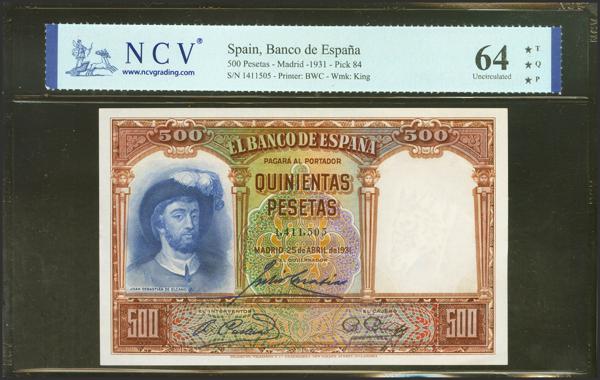 NCV®
www.ncvgrading.com
Spain, Banco de España
500 Pesetas - Madrid -1931 - Pick 84
S/N 1411505 - Printer: BWC - Wmk: King
64
Uncirculated
★ T
★ Q
★ P
500
500
EL BANCO DE ESPAÑA
PAGARÁ AL PORTADOR
QUINIENTAS
PESETAS
1,411,505
MADRID 25 de ABRIL de 1931
EL GOBERNADOR
JUAN SEBASTIAN DE ELCANO
EL INTERVENTOR
EL CAJERO
500
500